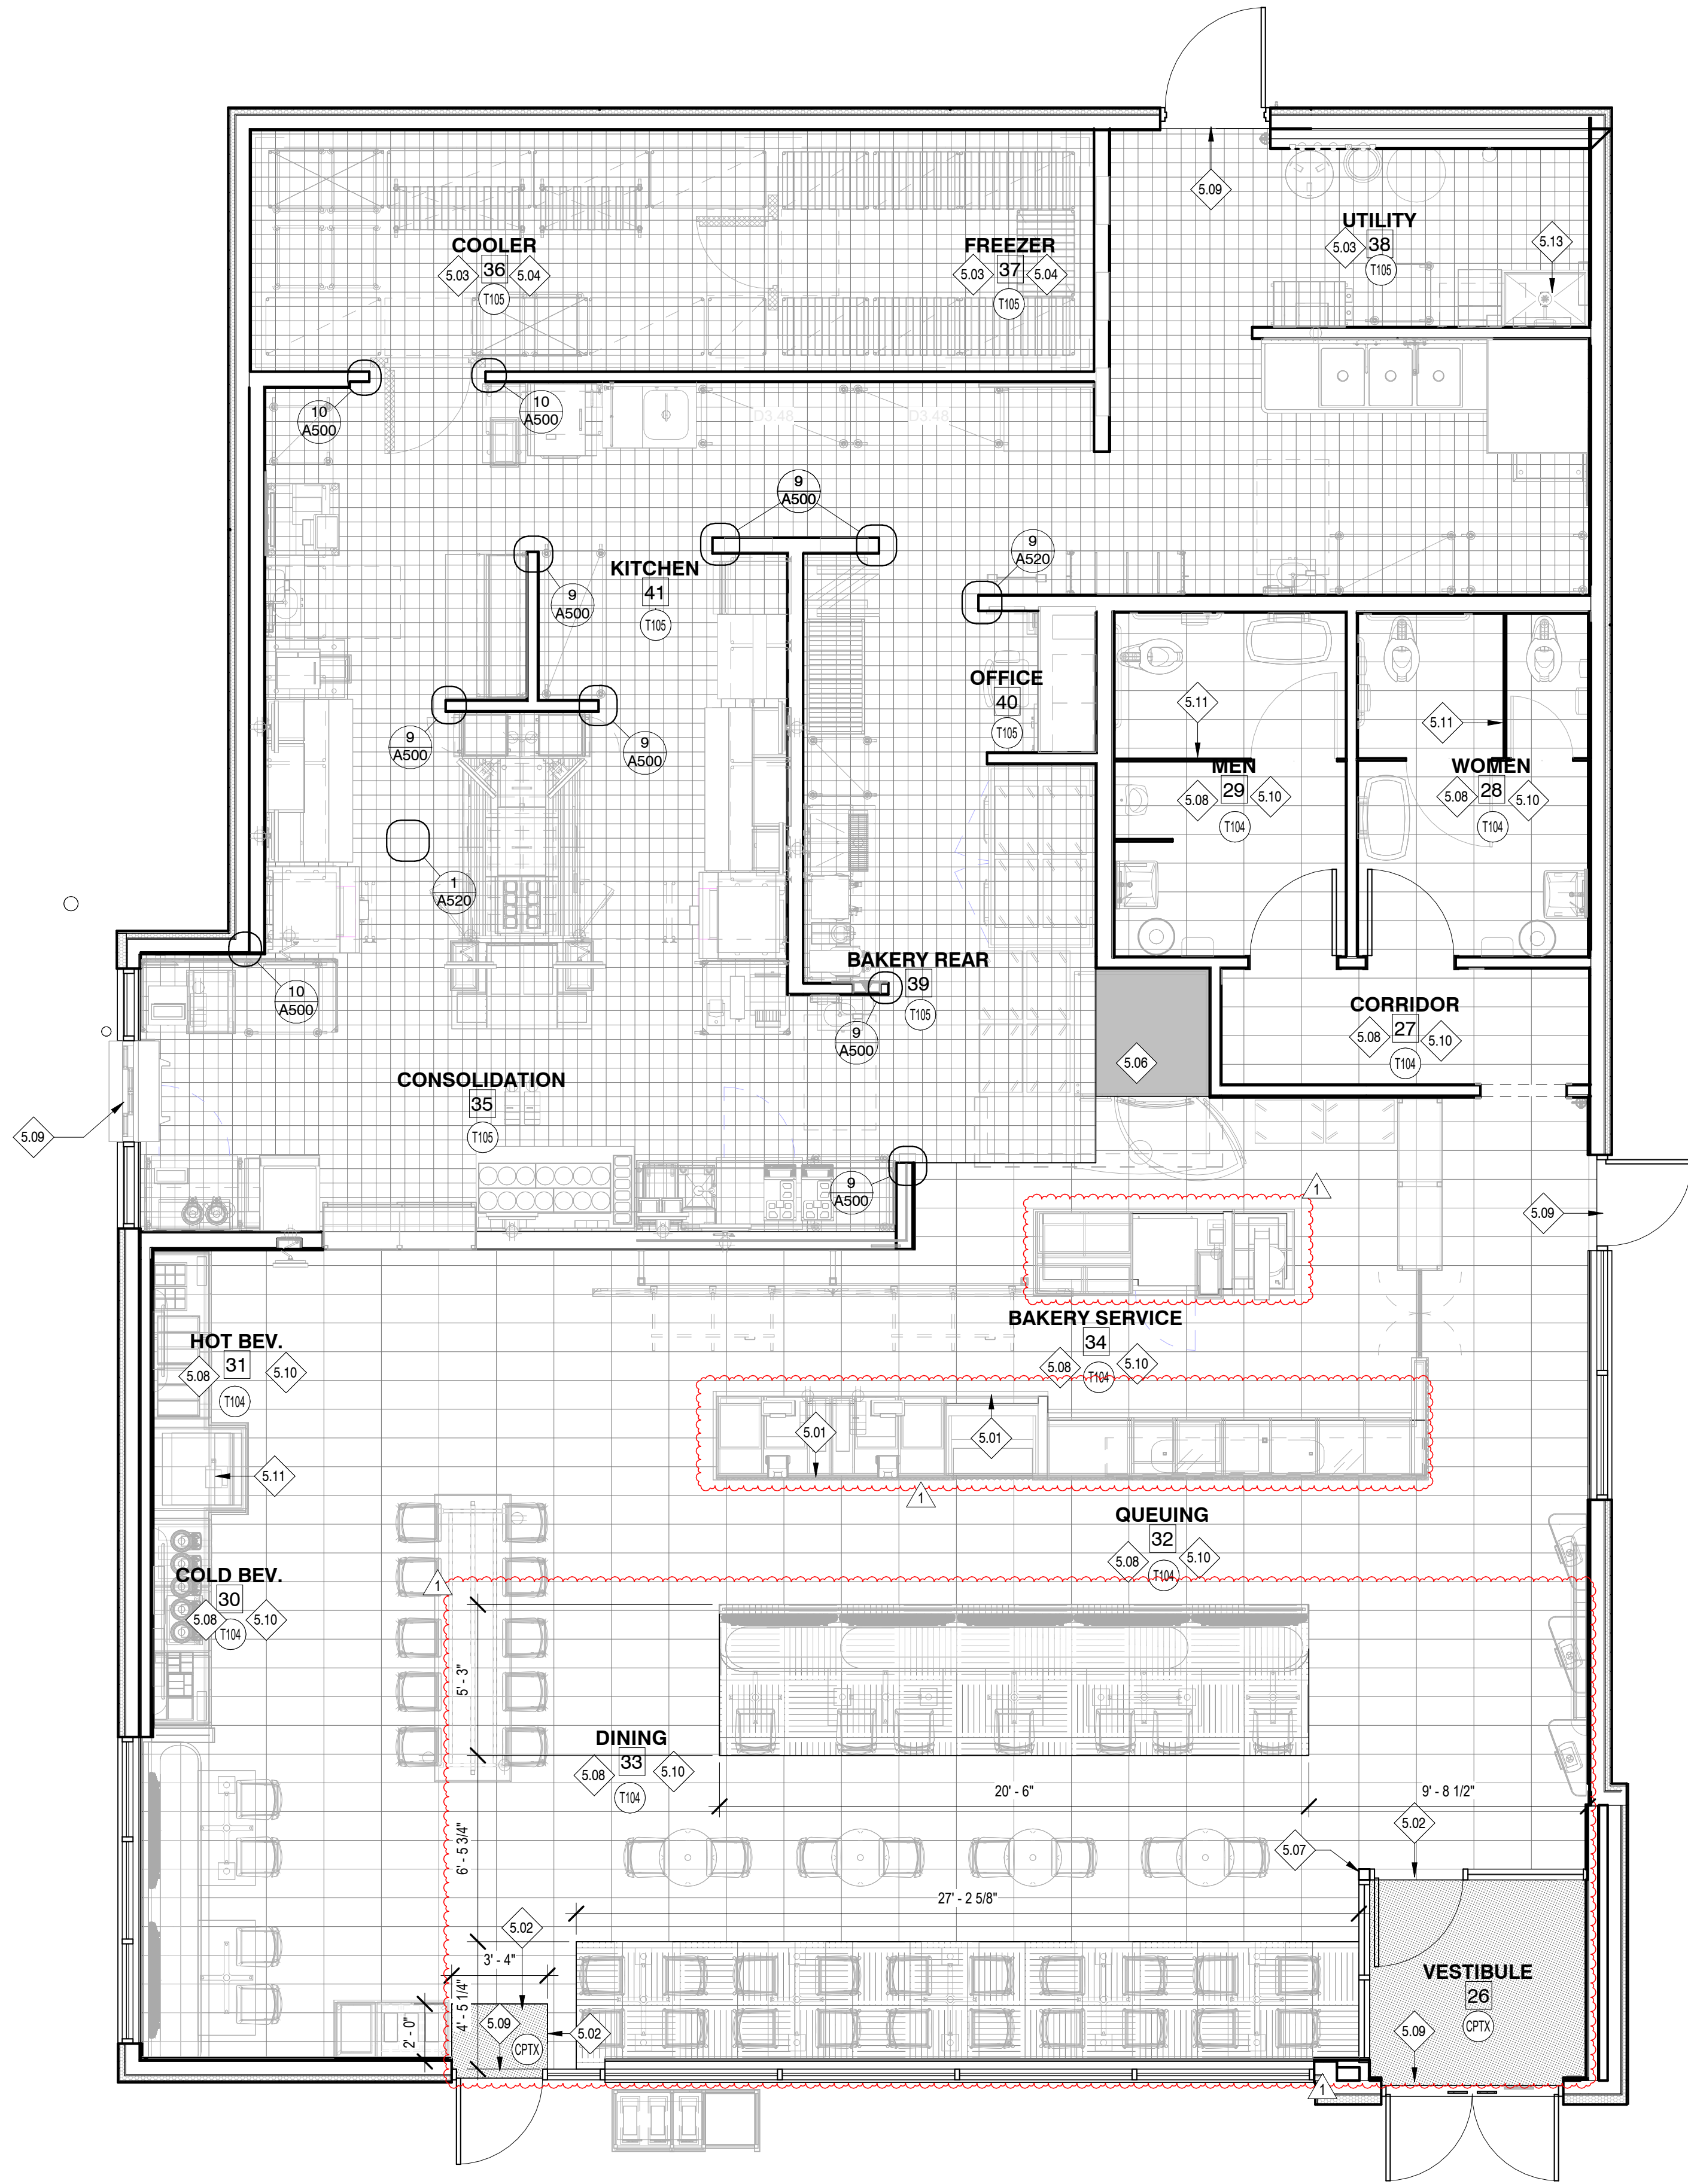 5.09
UTILITY
5.03
38
T105
5.13
COOLER
5.03
36
5.04
T105
FREEZER
5.03
37
5.04
T105
10
A500
10
A500
D3.48
D3.48
9
A500
9
A520
KITCHEN
41
T105
9
A500
OFFICE
40
T105
5.11
5.11
9
A500
9
A500
MEN
5.08
29
5.10
T104
WOMEN
5.08
28
5.10
T104
1
A520
BAKERY REAR
39
T105
10
A500
9
A500
CORRIDOR
5.08
27
5.10
T104
5.06
CONSOLIDATION
35
T105
5.09
9
A500
1
5.09
BAKERY SERVICE
34
5.08
5.10
T104
HOT BEV.
31
5.08
5.10
T104
5.01
5.01
5.11
1
QUEUING
32
5.08
5.10
T104
COLD BEV.
30
5.08
5.10
T104
1
5' - 3"
DINING
33
5.08
5.10
T104
20' - 6"
9' - 8 1/2"
6' - 5 3/4"
5.02
5.07
27' - 2 5/8"
5.02
3' - 4"
4' - 5 1/4"
2' - 0"
5.09
CPTX
5.02
VESTIBULE
26
CPTX
5.09
1